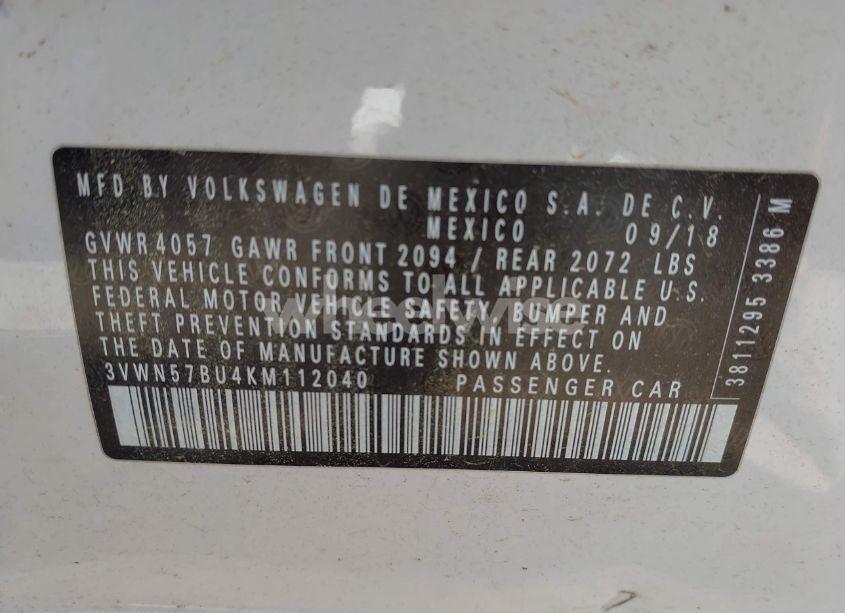 MFD BY VOLKSWAGEN DE MEXICO S.A. DE C.V.
MEXICO 09/18
GVWR 4057 GAWR FRONT 2094 / REAR 2072 LBS
THIS VEHICLE CONFORMS TO ALL APPLICABLE U.S.
FEDERAL MOTOR VEHICLE SAFETY, BUMPER AND
THEFT PREVENTION STANDARDS IN EFFECT ON
THE DATE OF MANUFACTURE SHOWN ABOVE.
3VWN57BU4KM112040 PASSENGER CAR
3811295 3386 M